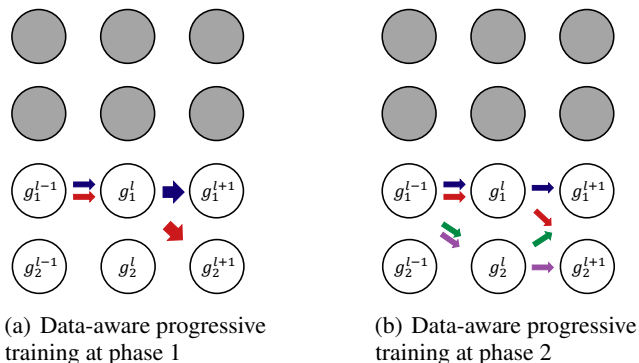 g_1^{l-1} g_1^l g_1^{l+1} g_1^{l-1} g_1^l g_1^{l+1}
g_2^{l-1} g_2^l g_2^{l+1} g_2^{l-1} g_2^l g_2^{l+1}
(a) Data-aware progressive
training at phase 1
(b) Data-aware progressive
training at phase 2